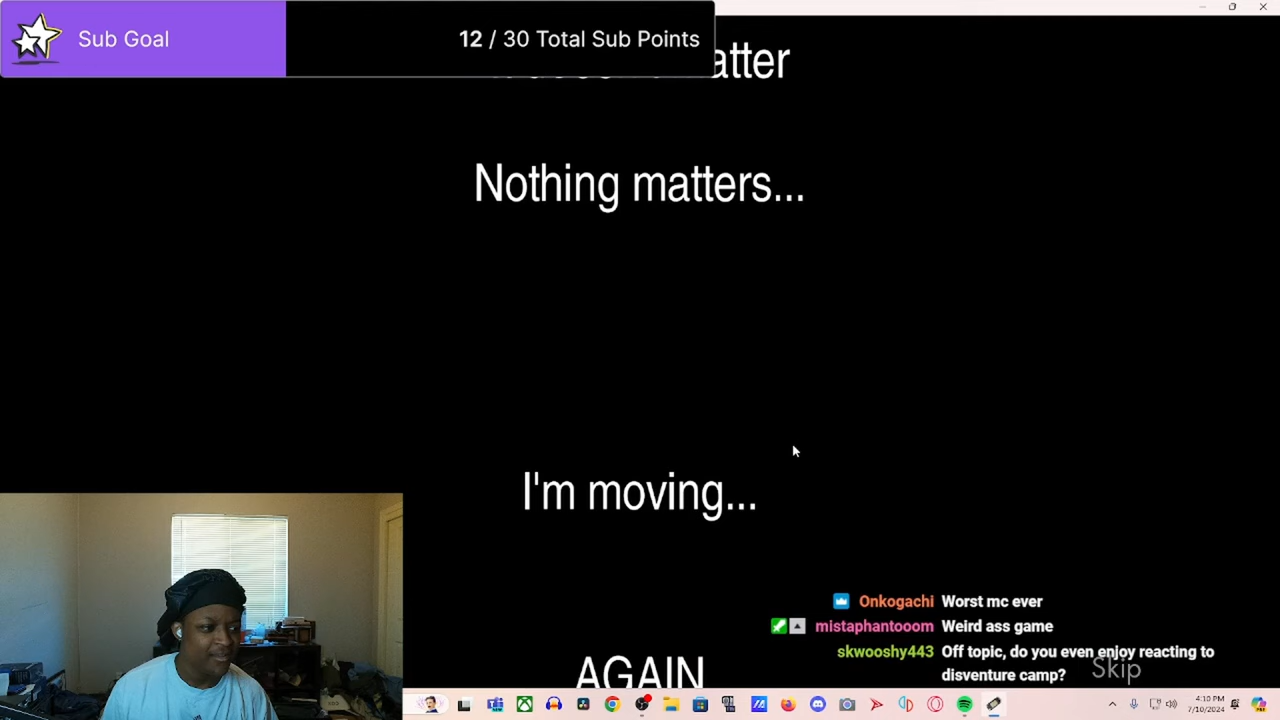 Sub Goal
12 / 30 Total Sub Points
Nothing matters...
I'm moving...
AGAIN
Onkogachi Worst mc ever
mistaphantooom Weird ass game
skwooshy443 Off topic, do you even enjoy reacting to
disventure camp?
Skip
4:10 PM
7/10/2024